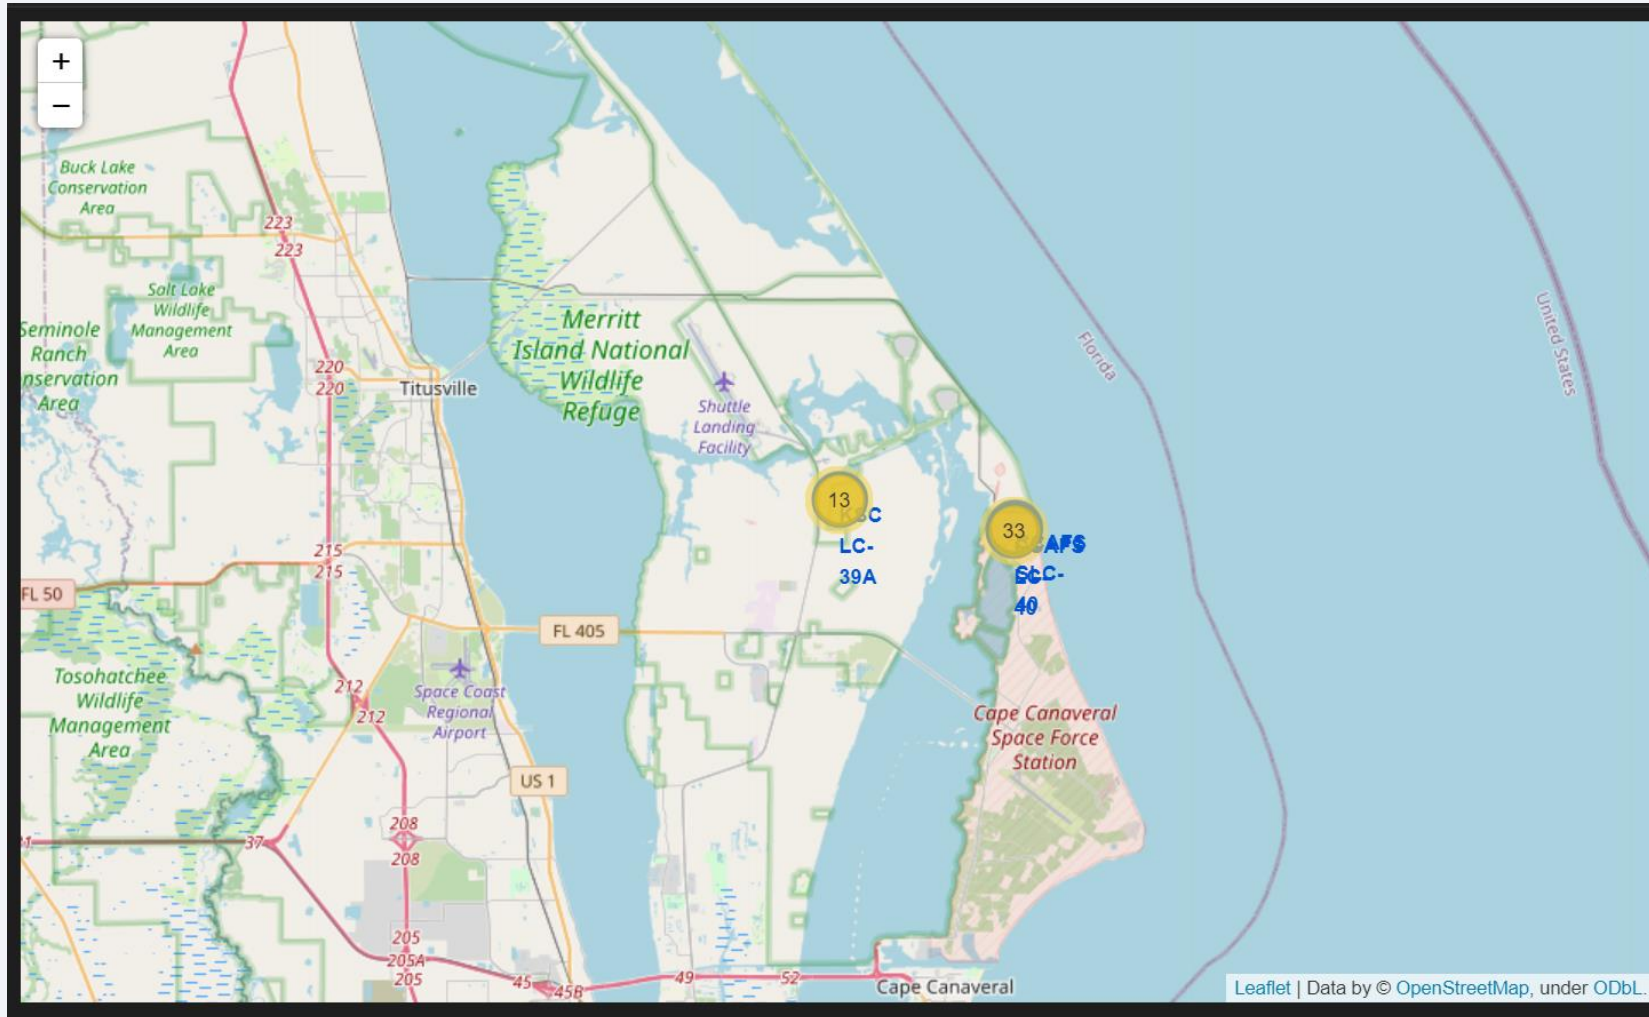 +
−
Buck Lake
Conservation
Area
223
223
Salt Lake
Wildlife
Management
Area
Seminole
Ranch
nservation
Area
220
220
Titusville
Merritt
Island National
Wildlife
Refuge
Shuttle
Landing
Facility
Florida
United States
13
KSC
LC-
39A
33
CCAFS
SLC-
40
215
215
FL 50
FL 405
Tosohatchee
Wildlife
Management
Area
212
212
Space Coast
Regional
Airport
Cape Canaveral
Space Force
Station
US 1
208
208
37
205
205A
205
45
45B
49
52
Cape Canaveral
Leaflet | Data by © OpenStreetMap, under ODbL.